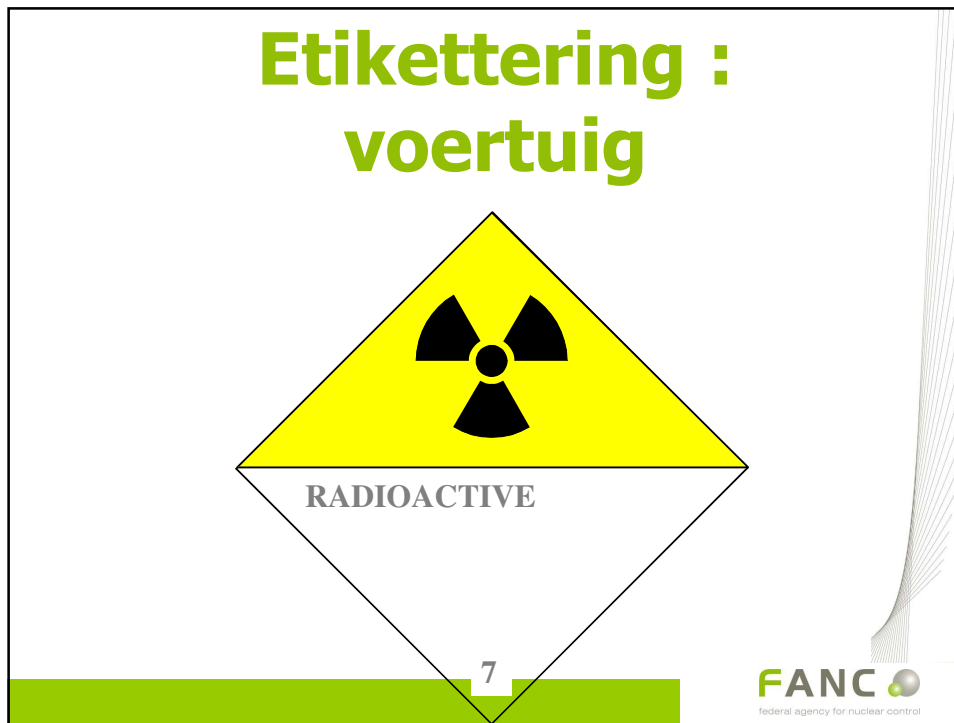 Etikettering :
voertuig
RADIOACTIVE
7
FANC
federal agency for nuclear control